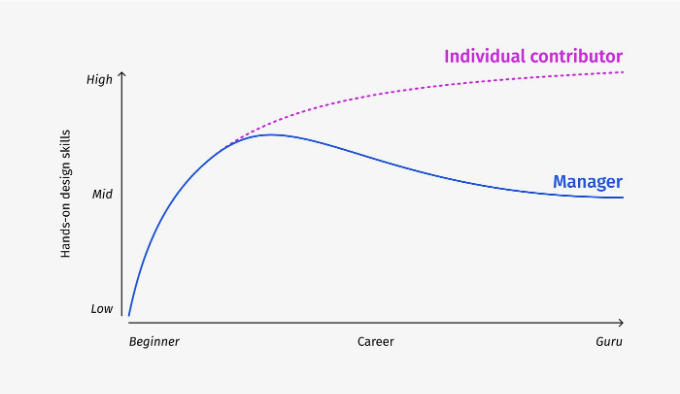 Individual contributor
High
Hands-on design skills
Manager
Mid
Low
Beginner
Career
Guru